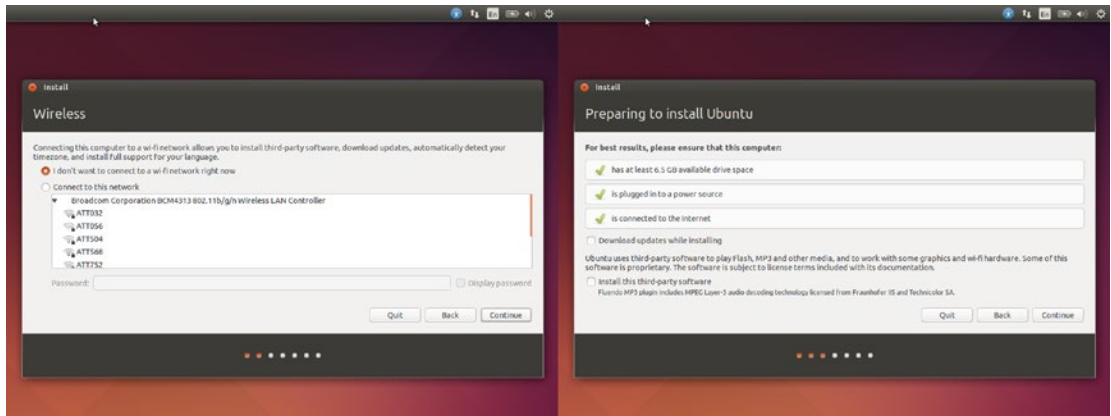 En
Install
Wireless
Connecting this computer to a wi-fi network allows you to install third-party software, download updates, automatically detect your
timezone, and install full support for your language.
I don't want to connect to a wi-fi network right now
Connect to this network
Broadcom Corporation BCM4313 802.11b/g/n Wireless LAN Controller
ATT032
ATT056
ATT504
ATT568
ATT752
Password:
Display password
Quit
Back
Continue
En
Install
Preparing to install Ubuntu
For best results, please ensure that this computer:
has at least 6.5 GB available drive space
is plugged in to a power source
is connected to the Internet
Download updates while installing
Ubuntu uses third-party software to play Flash, MP3 and other media, and to work with some graphics and wi-fi hardware. Some of this
software is proprietary. The software is subject to license terms included with its documentation.
Install this third-party software
Fluendo MP3 plugin includes MPEG Layer-3 audio decoding technology licensed from Fraunhofer IIS and Technicolor SA.
Quit
Back
Continue